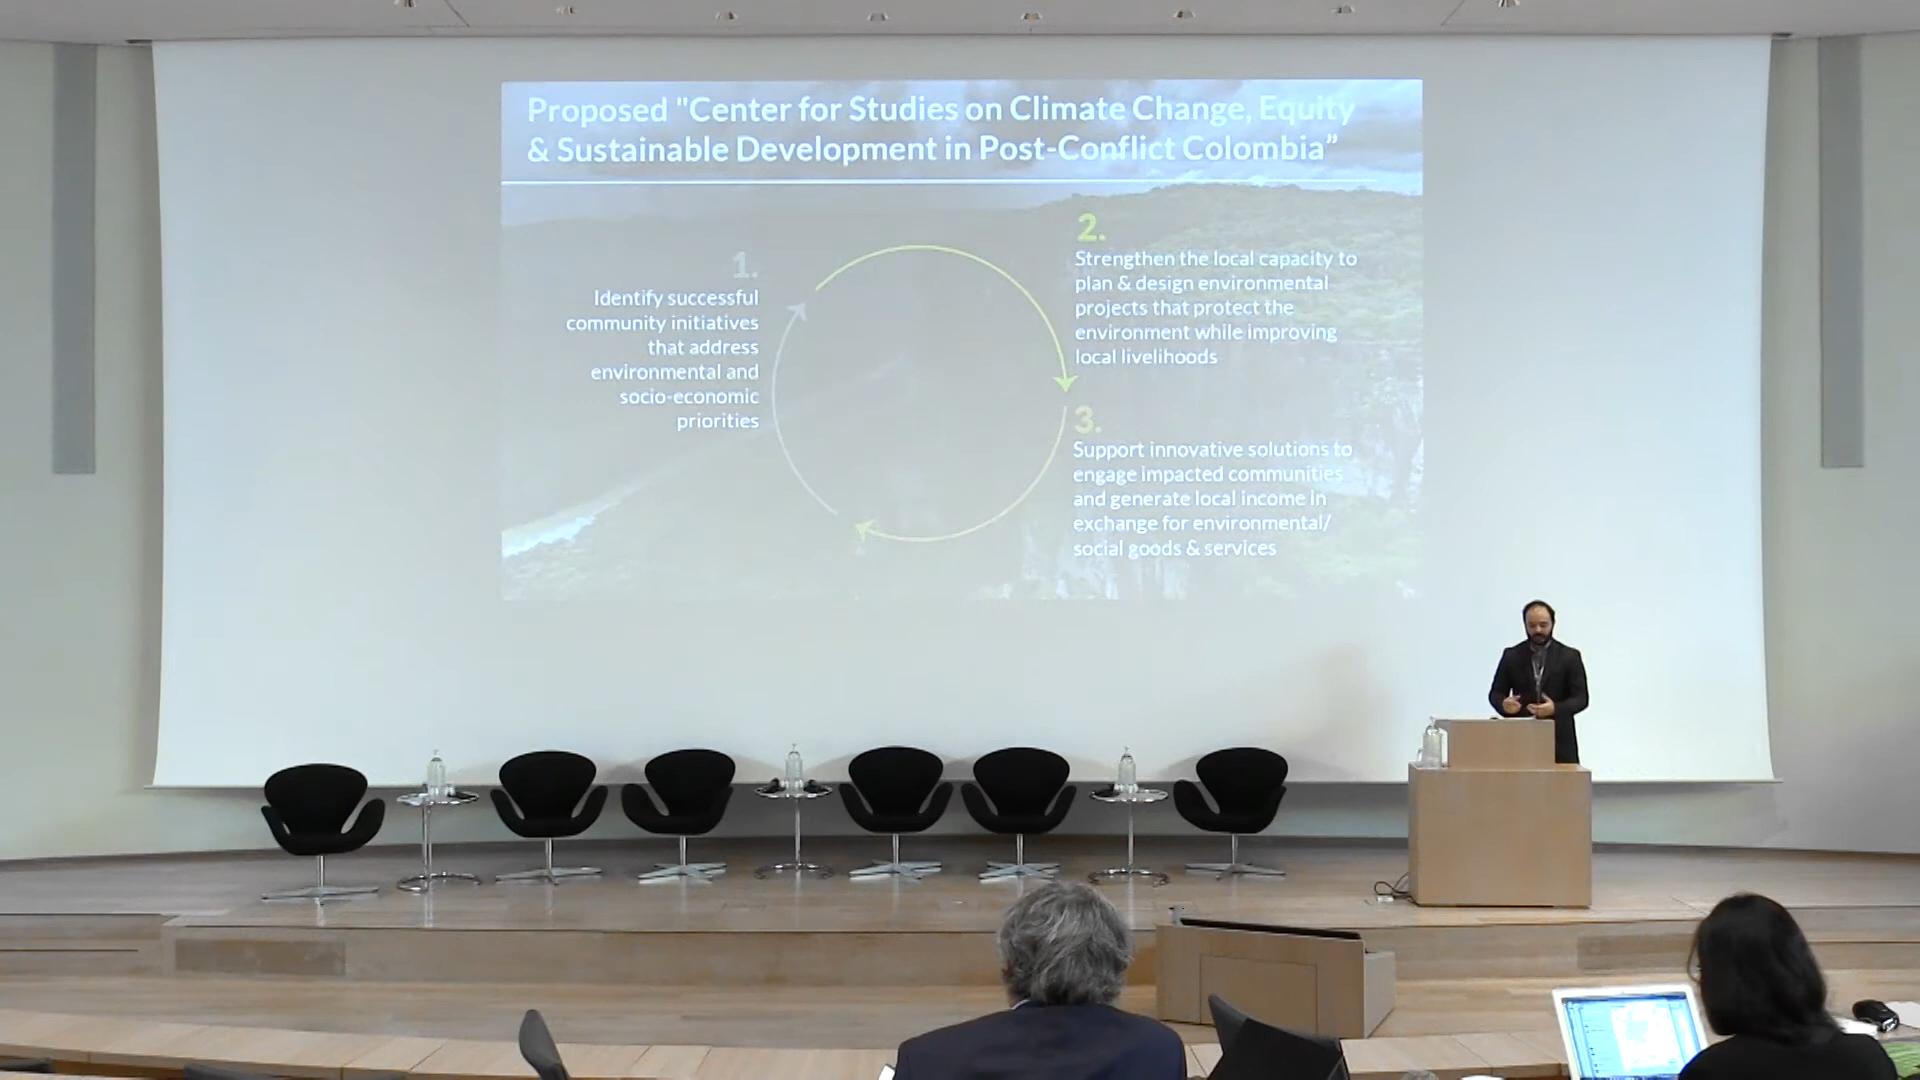 Proposed "Center for Studies on Climate Change, Equity
& Sustainable Development in Post-Conflict Colombia”
1.
Identify successful
community initiatives
that address
environmental and
socio-economic
priorities
2.
Strengthen the local capacity to
plan & design environmental
projects that protect the
environment while improving
local livelihoods
3.
Support innovative solutions to
engage impacted communities
and generate local income in
exchange for environmental/
social goods & services